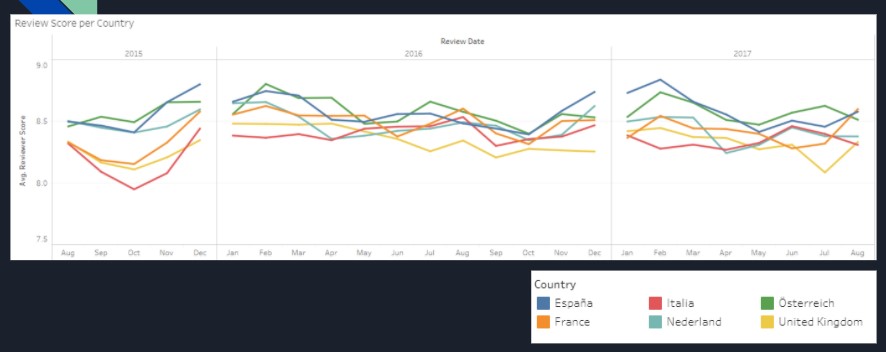 Review Score per Country
Review Date
2015 2016 2017
Avg. Reviewer Score
9.0
8.5
8.0
7.5
Aug Sep Oct Nov Dec Jan Feb Mar Apr May Jun Jul Aug Sep Oct Nov Dec Jan Feb Mar Apr May Jun Jul Aug
Country
España Italia Österreich
France Nederland United Kingdom